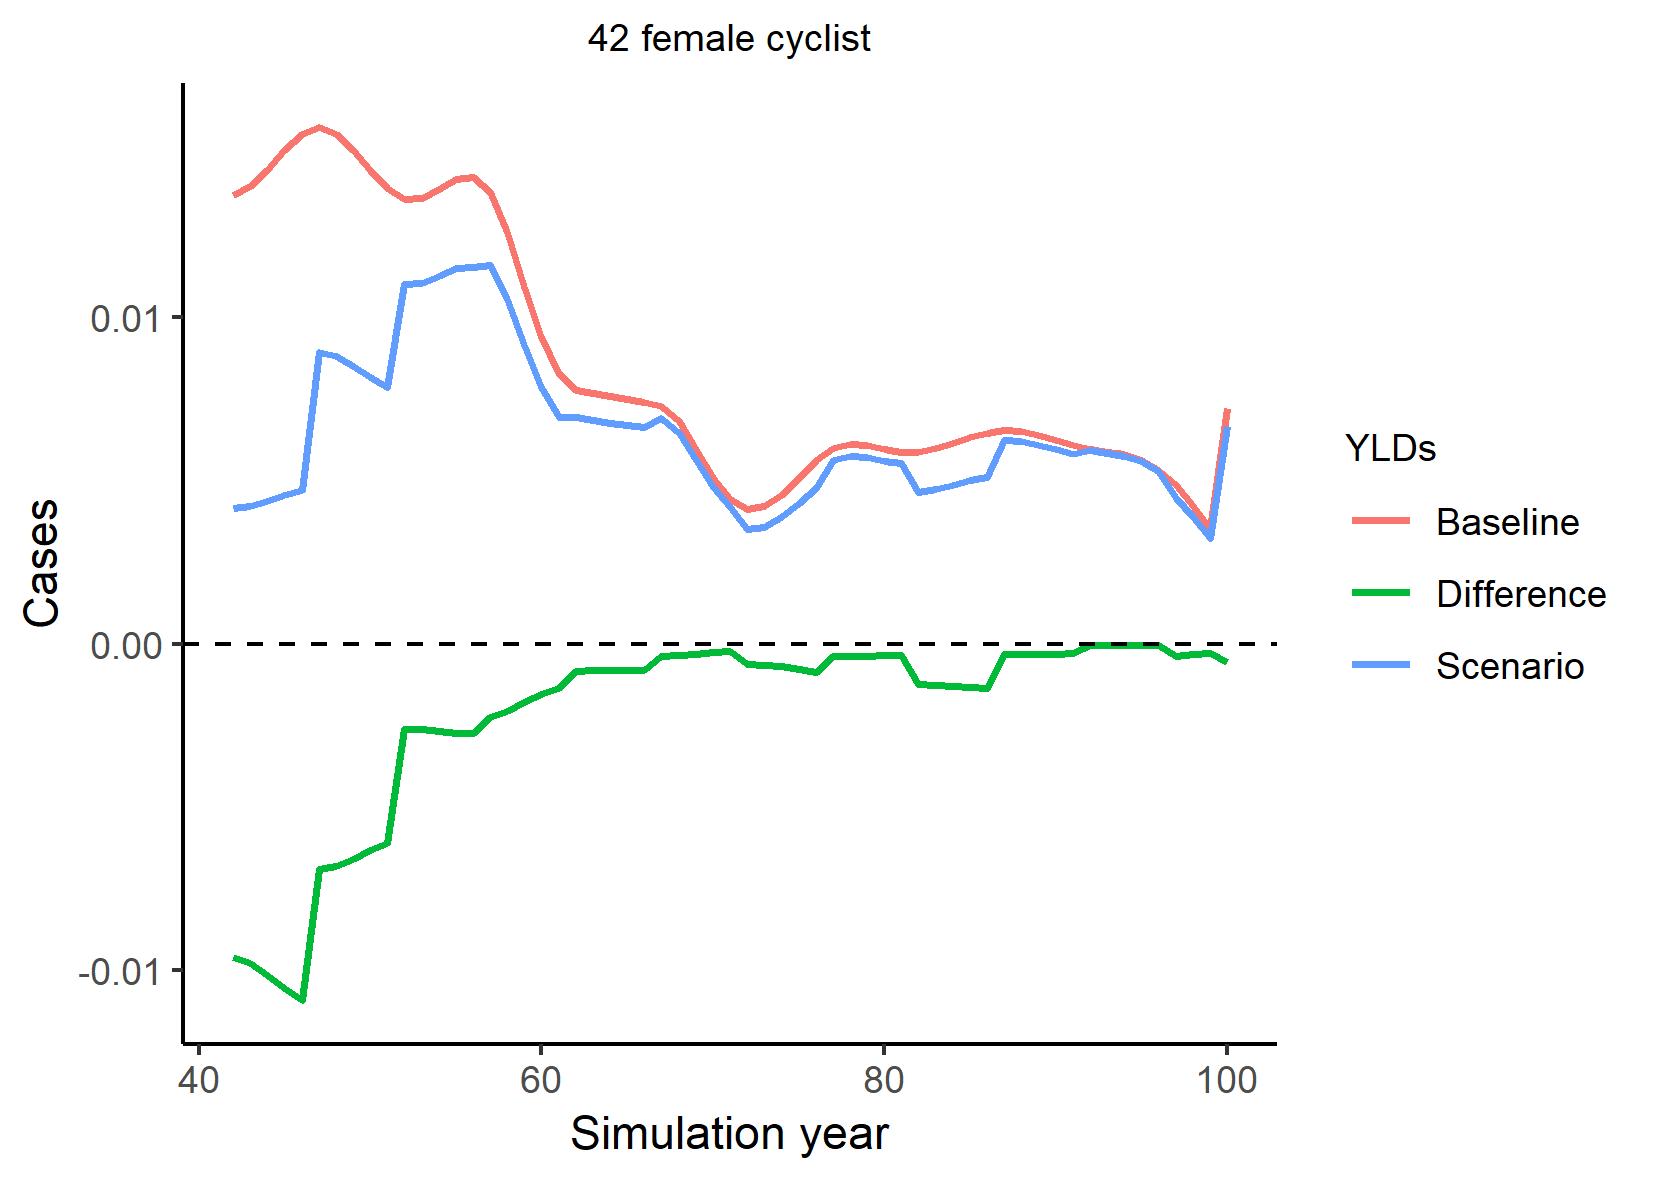 42 female cyclist
Cases
0.01
0.00
-0.01
40 60 80 100
Simulation year
YLDs
Baseline
Difference
Scenario